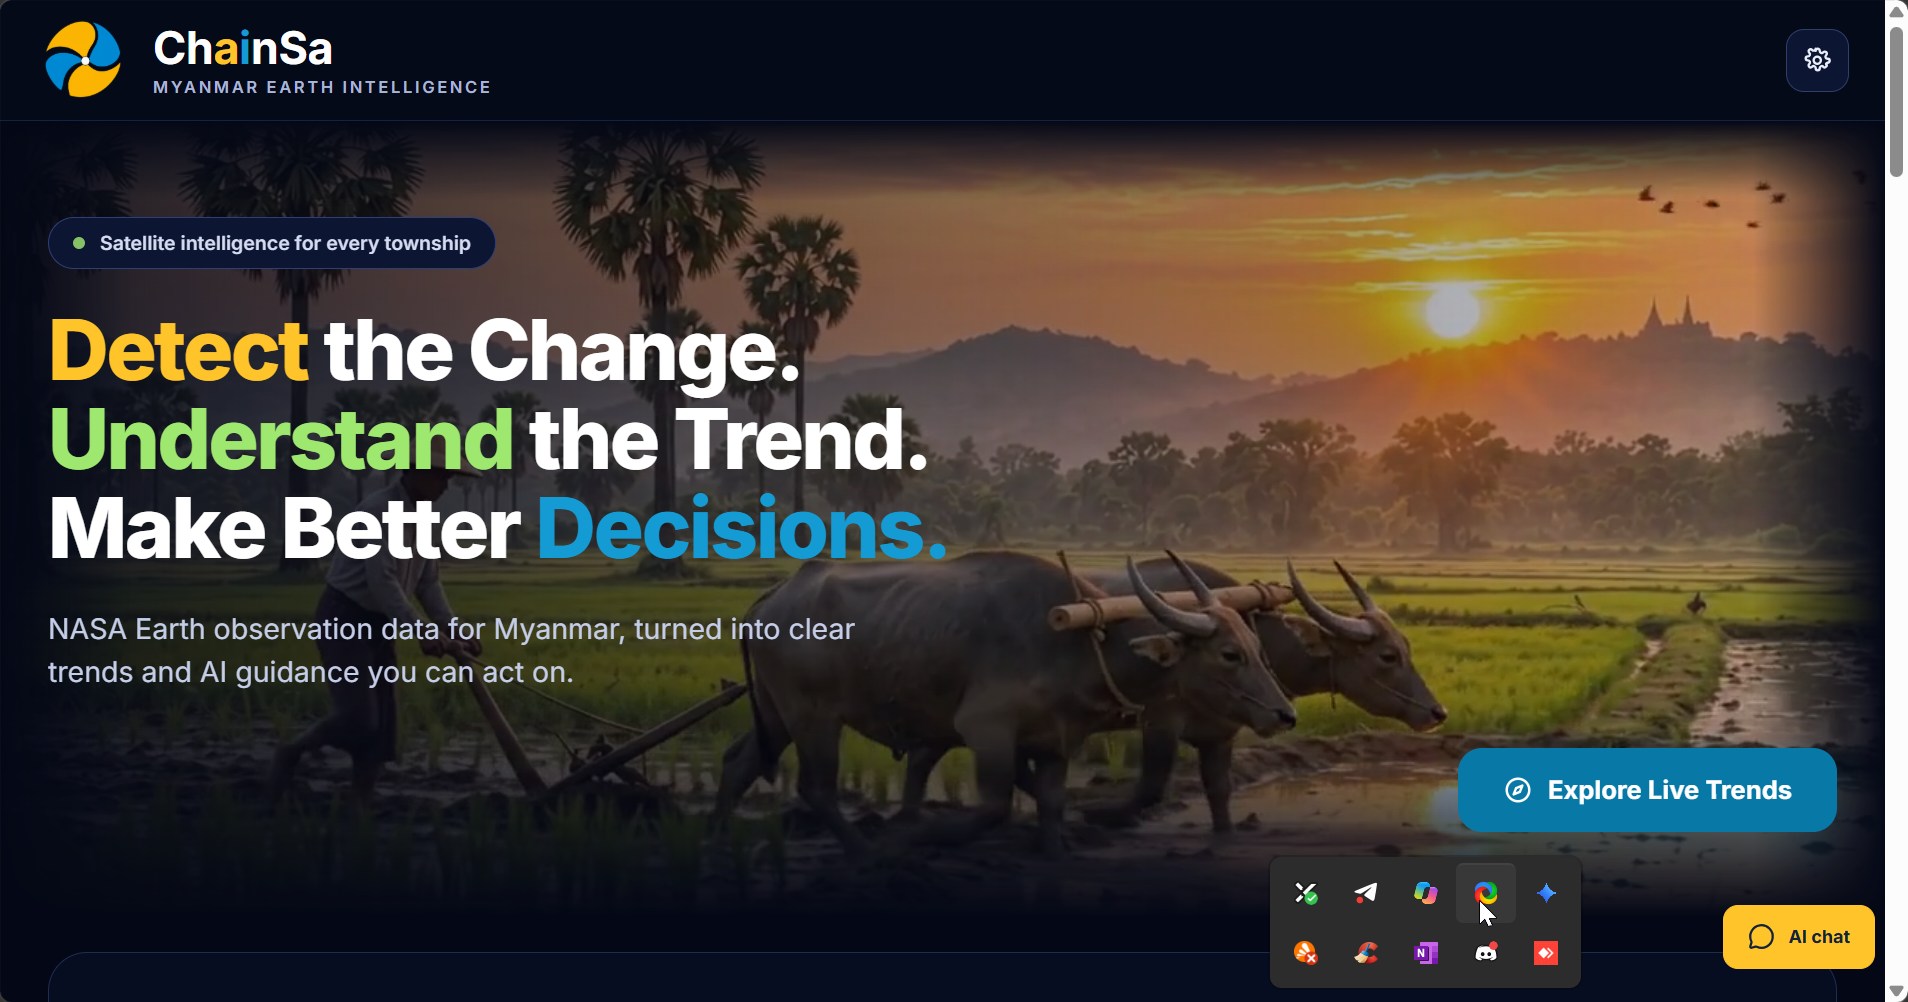 ChainSa
MYANMAR EARTH INTELLIGENCE
Satellite intelligence for every township
Detect the Change.
Understand the Trend.
Make Better Decisions.
NASA Earth observation data for Myanmar, turned into clear
trends and AI guidance you can act on.
Explore Live Trends
N
AI chat